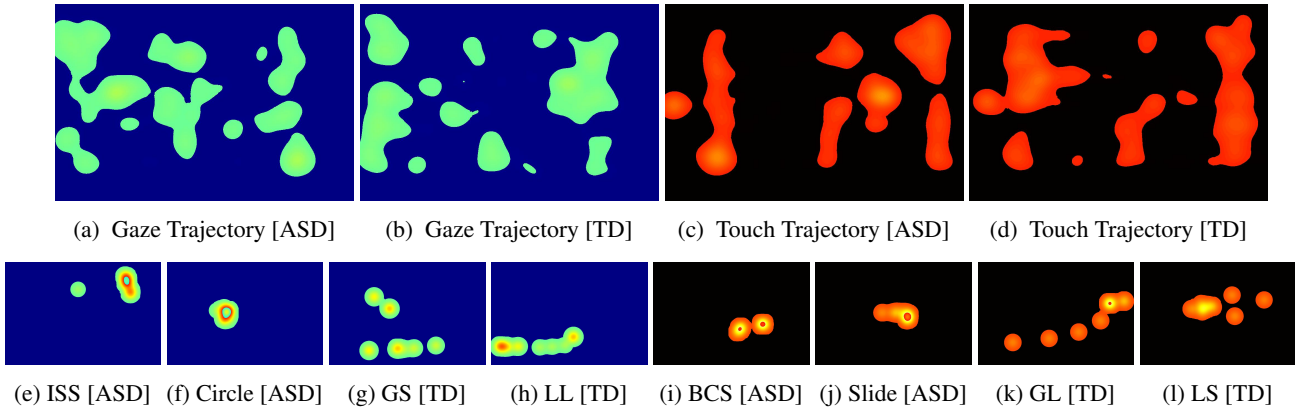 (a) Gaze Trajectory [ASD] (b) Gaze Trajectory [TD] (c) Touch Trajectory [ASD] (d) Touch Trajectory [TD]
(e) ISS [ASD] (f) Circle [ASD] (g) GS [TD] (h) LL [TD] (i) BCS [ASD] (j) Slide [ASD] (k) GL [TD] (l) LS [TD]